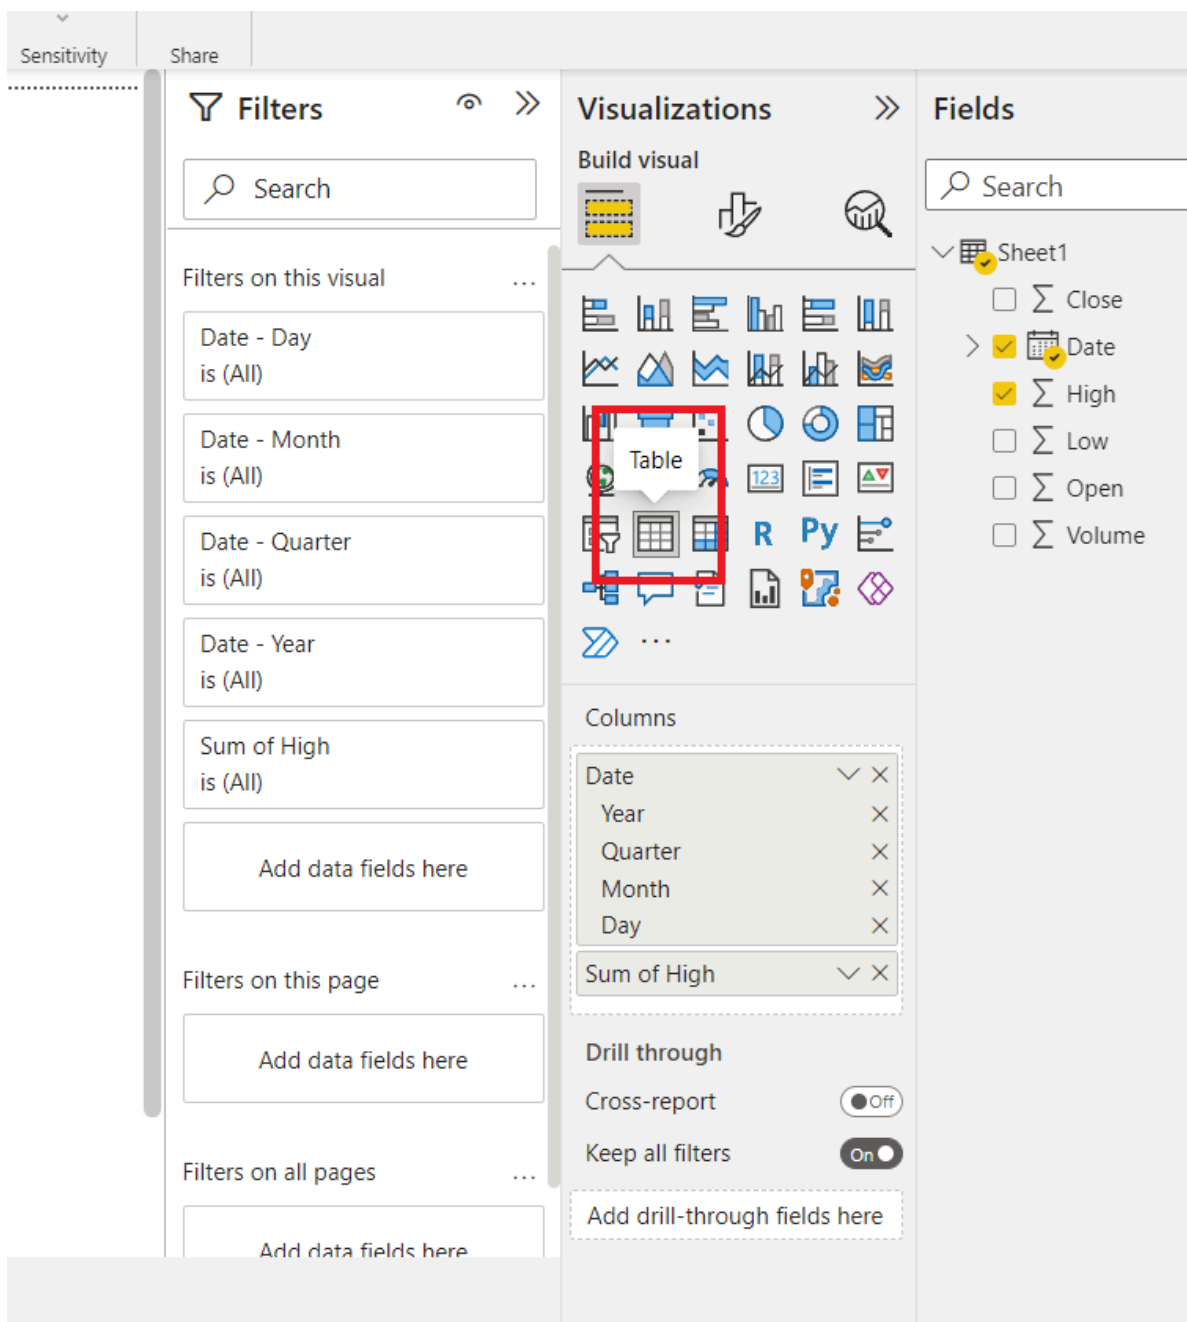 Sensitivity
Share
Filters
Search
Filters on this visual
...
Date - Day
is (All)
Date - Month
is (All)
Date - Quarter
is (All)
Date - Year
is (All)
Sum of High
is (All)
Add data fields here
Filters on this page
...
Add data fields here
Filters on all pages
...
Add data fields here
Visualizations
Build visual
Table
123
R
Py
...
Columns
Date
Year
Quarter
Month
Day
Sum of High
Drill through
Cross-report
Off
Keep all filters
On
Add drill-through fields here
Fields
Search
Sheet1
∑ Close
Date
∑ High
∑ Low
∑ Open
∑ Volume